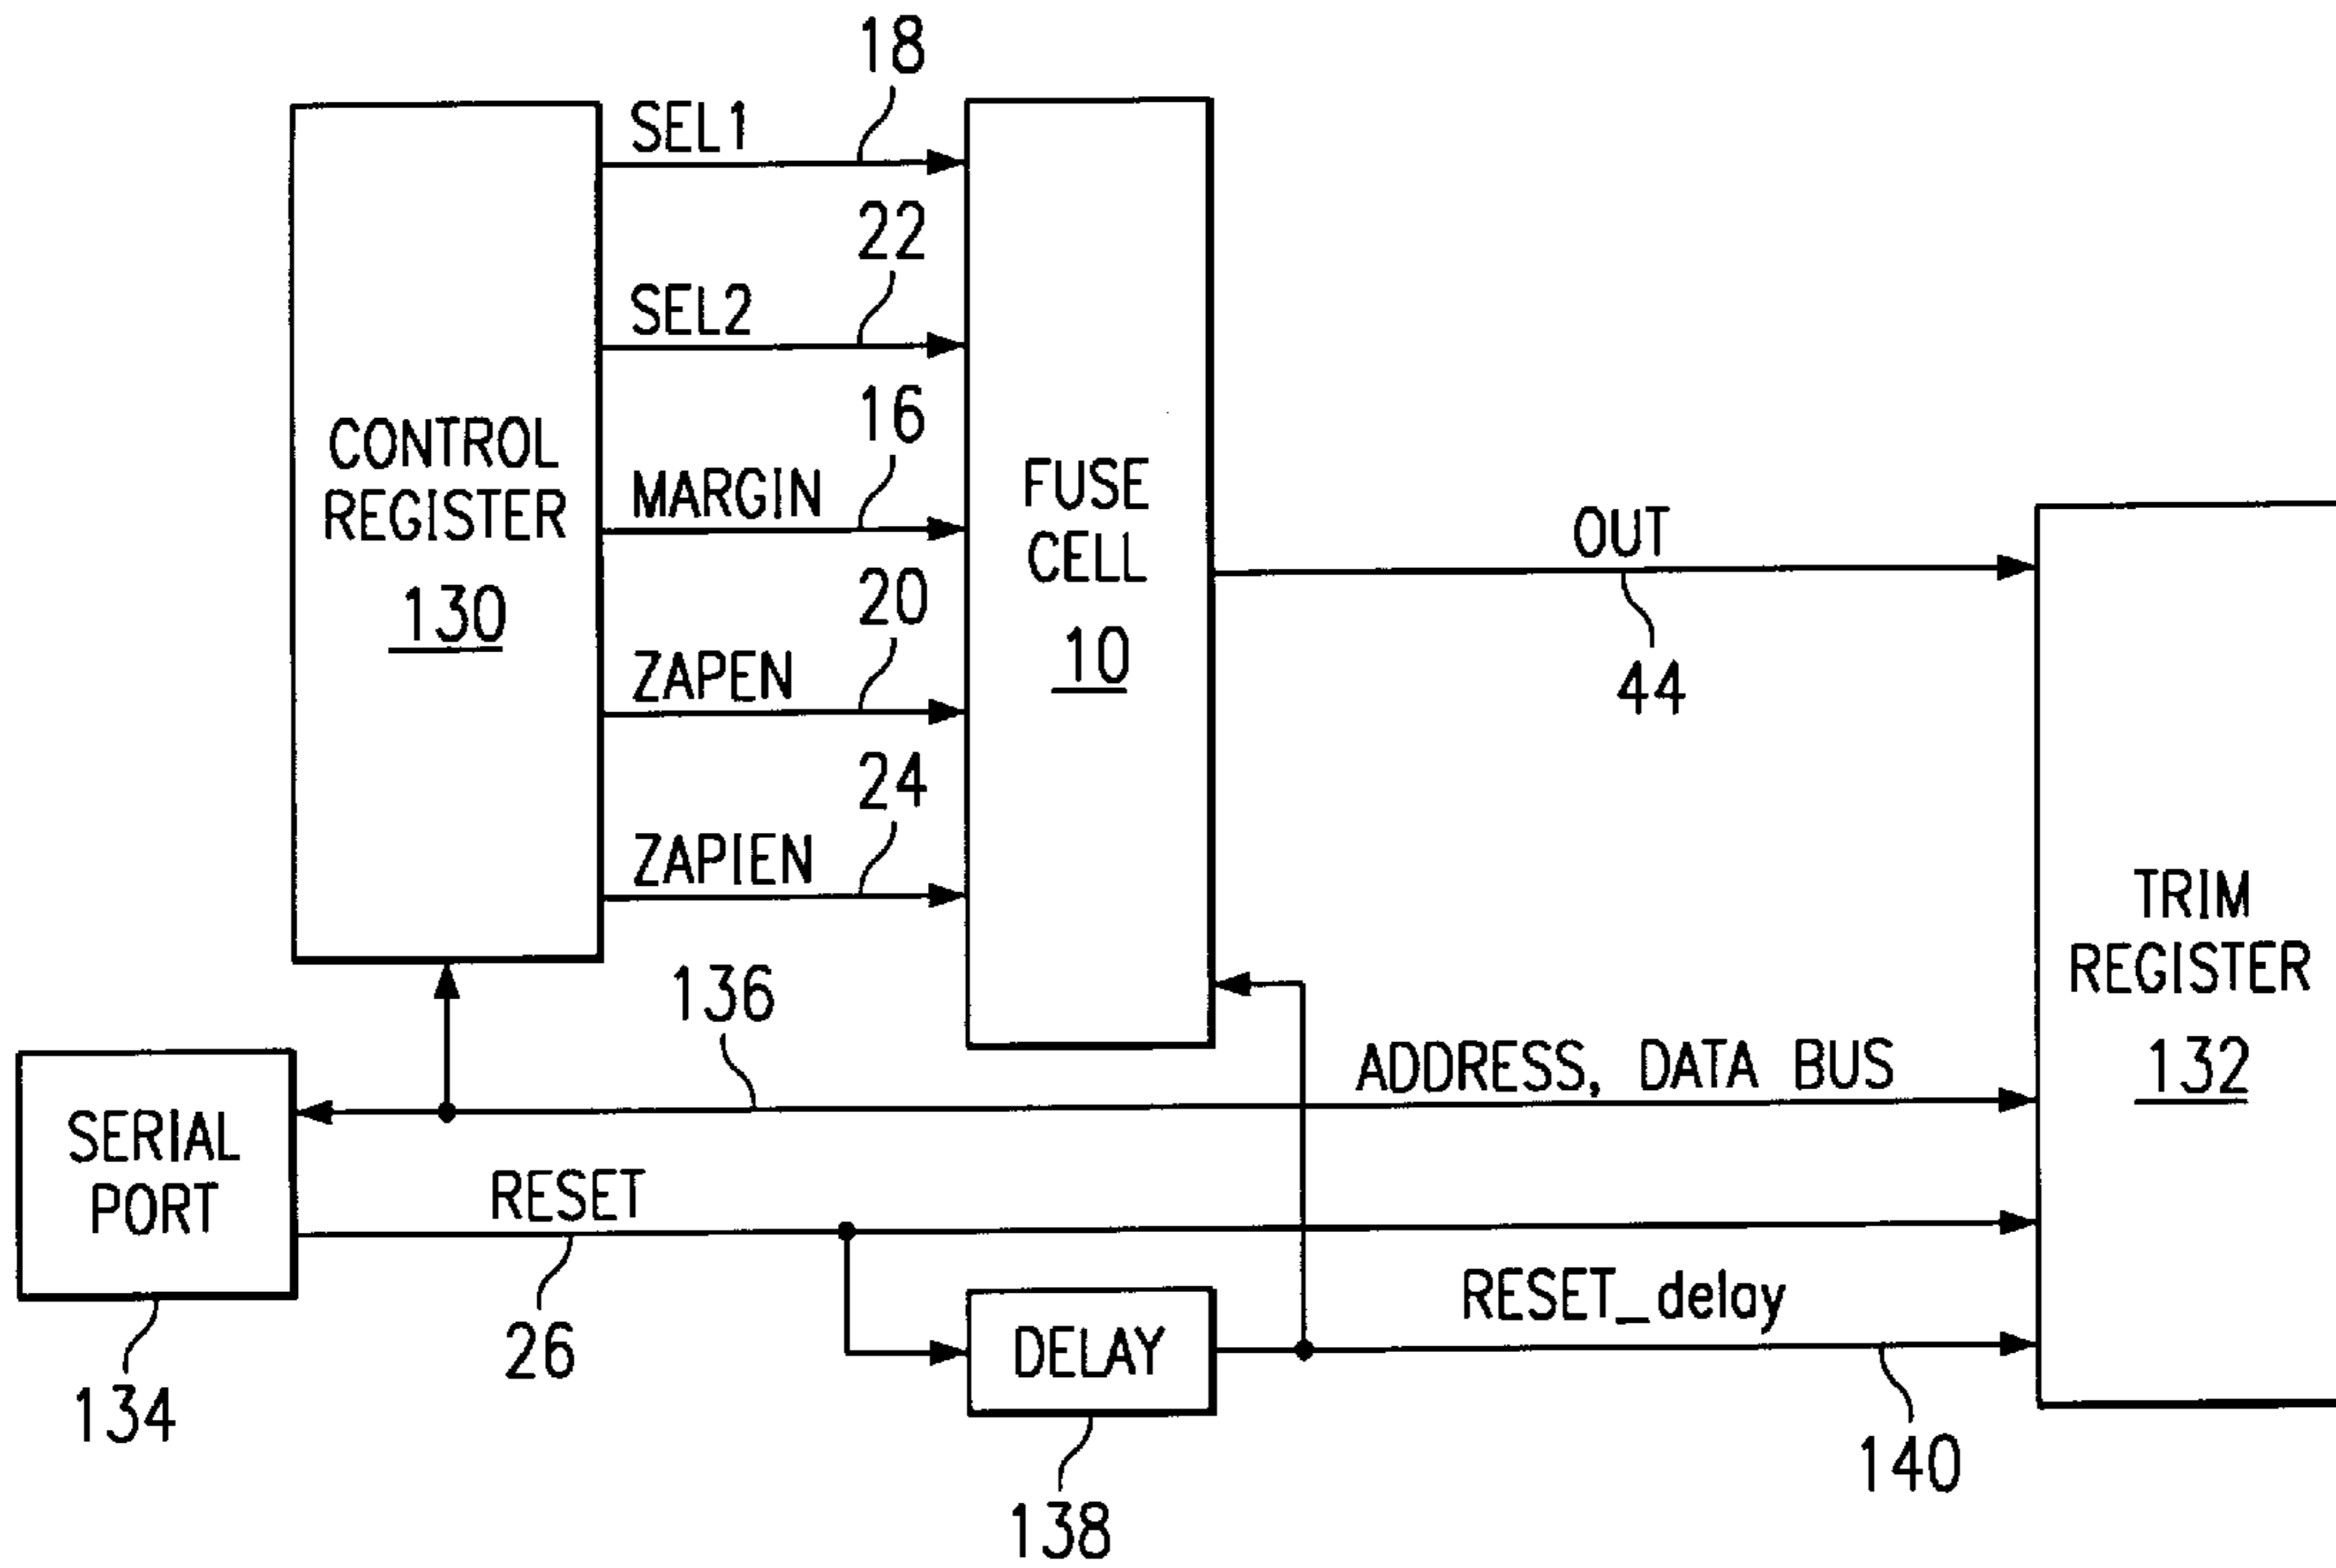 18
SEL1
22
SEL2
16
MARGIN
20
ZAPEN
24
ZAPIEN
CONTROL
REGISTER
130
FUSE
CELL
10
OUT
44
TRIM
REGISTER
132
136
ADDRESS, DATA BUS
SERIAL
PORT
134
RESET
26
DELAY
138
RESET_delay
140